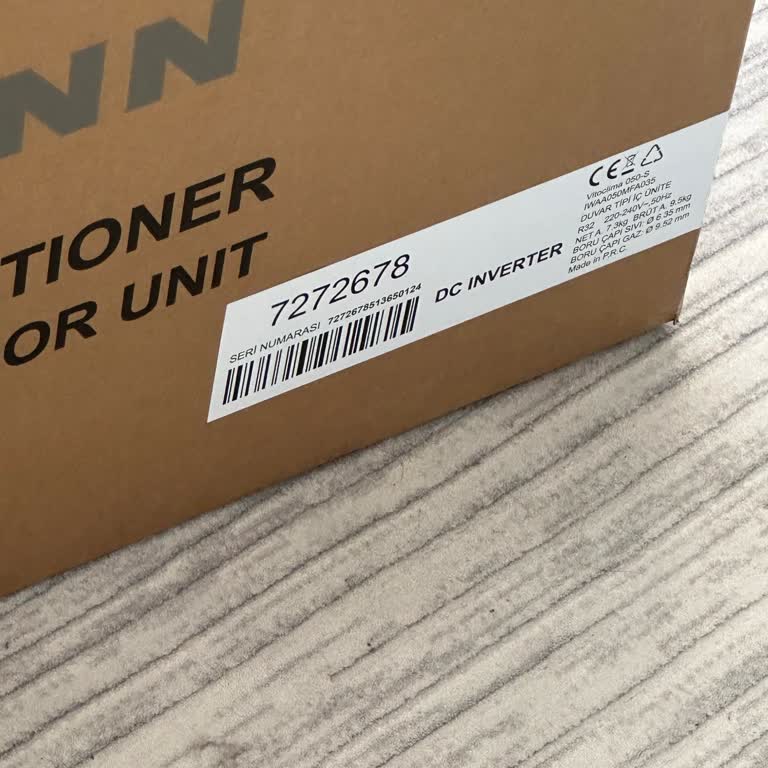 NN
TIONER
OR UNIT
7272678
SERİ NUMARASI 7272678513650124
DC INVERTER
CE
Vitoclima 050-S
IWAA050MFA035
DUVAR TİPİ İÇ ÜNİTE
R32 220-240V~,50Hz
NET A. 7.3kg BRÜT A. 9.5kg
BORU ÇAPI SIVI: Ø 6.35 mm
BORU ÇAPI GAZ: Ø 9.52 mm
Made in P.R.C.